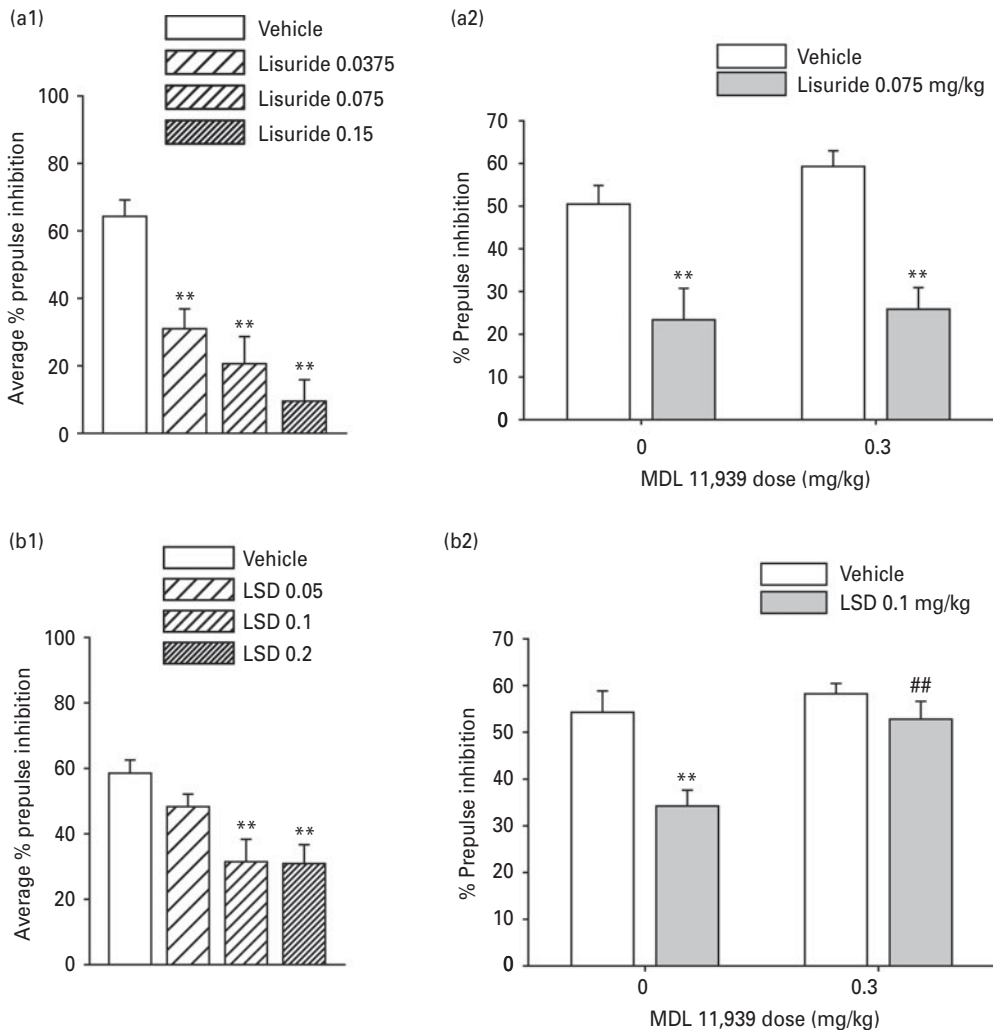 (a1)
Vehicle
Lisuride 0.0375
Lisuride 0.075
Lisuride 0.15
Average % prepulse inhibition
100
80
60
40
20
0
**
**
**
(a2)
Vehicle
Lisuride 0.075 mg/kg
% Prepulse inhibition
70
60
50
40
30
20
10
0
**
**
0
0.3
MDL 11,939 dose (mg/kg)
(b1)
Vehicle
LSD 0.05
LSD 0.1
LSD 0.2
Average % prepulse inhibition
100
80
60
40
20
0
**
**
(b2)
Vehicle
LSD 0.1 mg/kg
% Prepulse inhibition
70
60
50
40
30
20
10
0
**
##
0
0.3
MDL 11,939 dose (mg/kg)